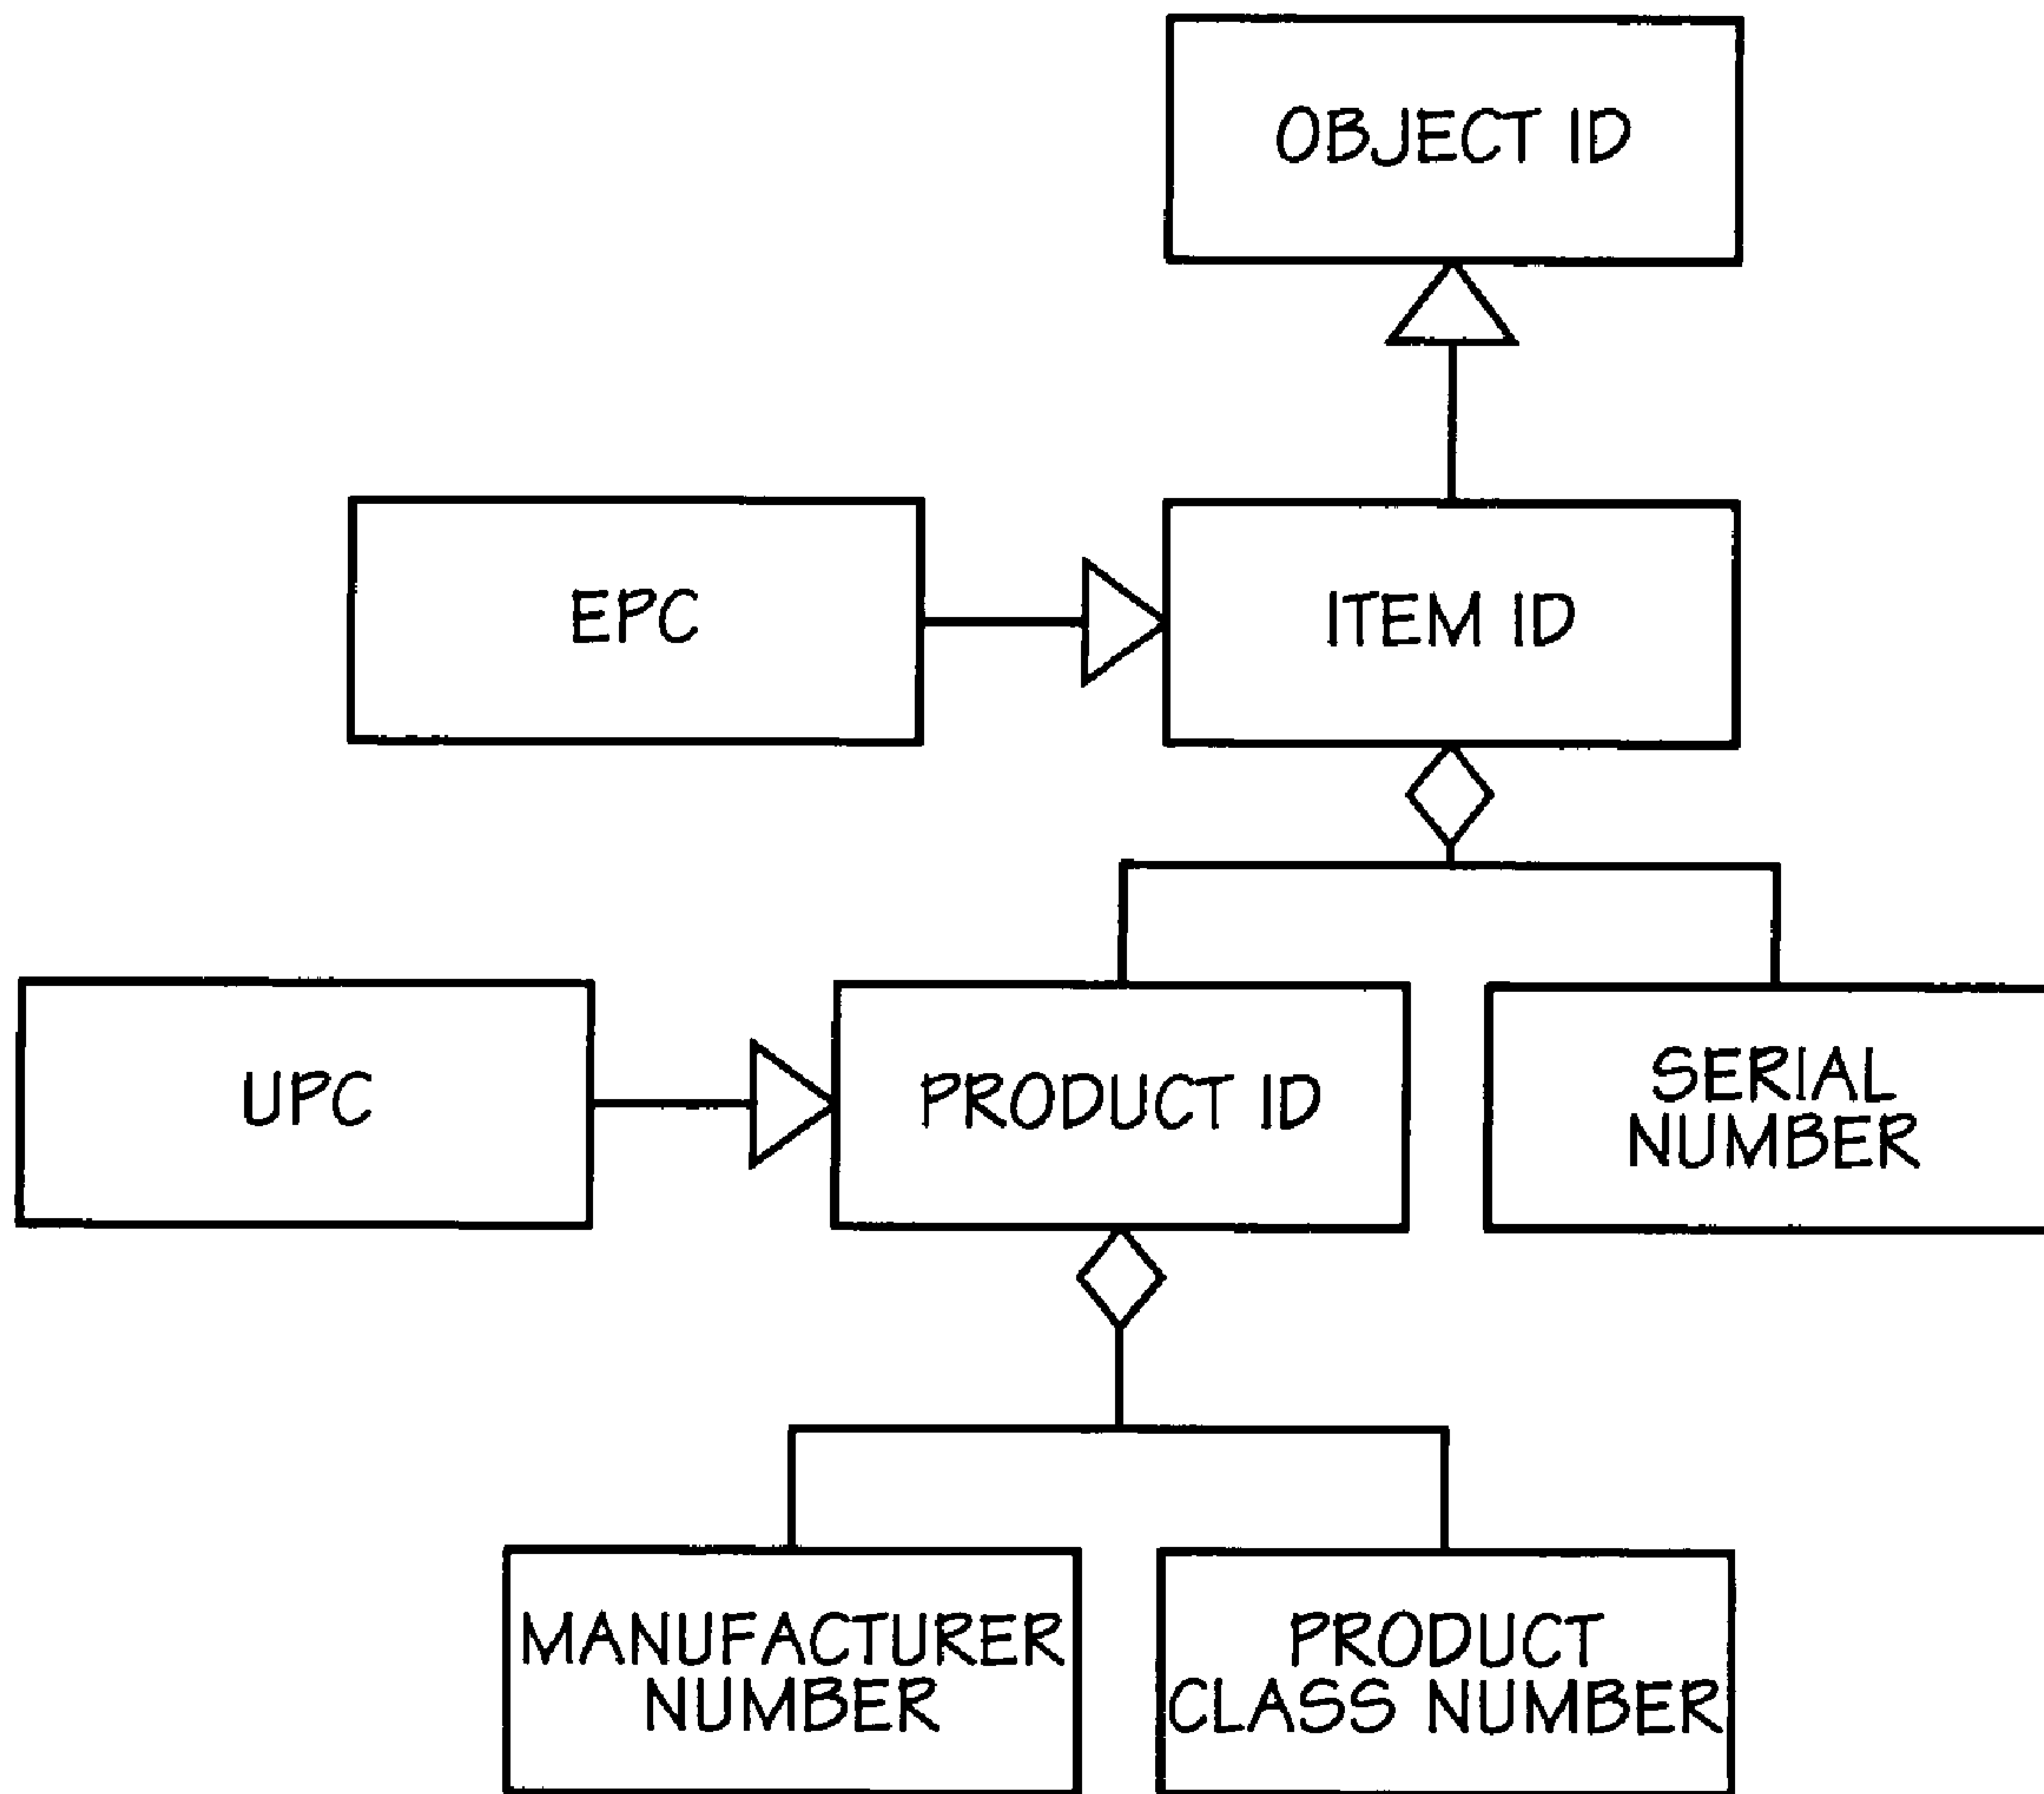 OBJECT ID
EPC
ITEM ID
UPC
PRODUCT ID
SERIAL
NUMBER
MANUFACTURER
NUMBER
PRODUCT
CLASS NUMBER